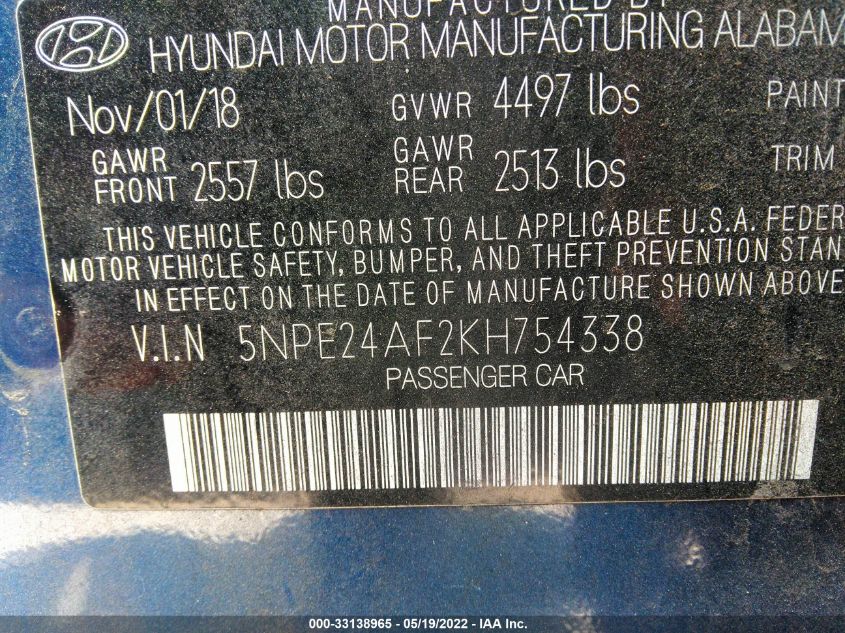 MANUFACTURED BY
HYUNDAI MOTOR MANUFACTURING ALABAM
Nov/01/18 GVWR 4497 lbs PAINT
GAWR FRONT 2557 lbs GAWR REAR 2513 lbs TRIM
THIS VEHICLE CONFORMS TO ALL APPLICABLE U.S.A. FEDER
MOTOR VEHICLE SAFETY, BUMPER, AND THEFT PREVENTION STAN
IN EFFECT ON THE DATE OF MANUFACTURE SHOWN ABOVE
V.I.N 5NPE24AF2KH754338
PASSENGER CAR
000-33138965 - 05/19/2022 - IAA Inc.